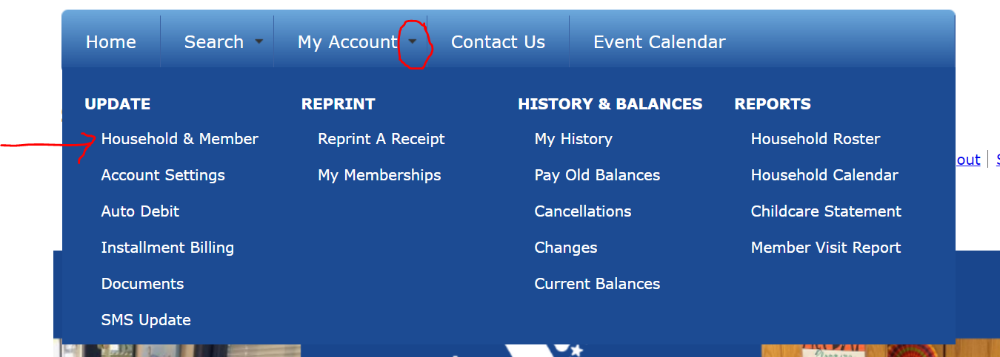 Home Search My Account Contact Us Event Calendar
UPDATE REPRINT HISTORY & BALANCES REPORTS
Household & Member Reprint A Receipt My History Household Roster
out
Account Settings My Memberships Pay Old Balances Household Calendar
Auto Debit Cancellations Childcare Statement
Installment Billing Changes Member Visit Report
Documents Current Balances
SMS Update